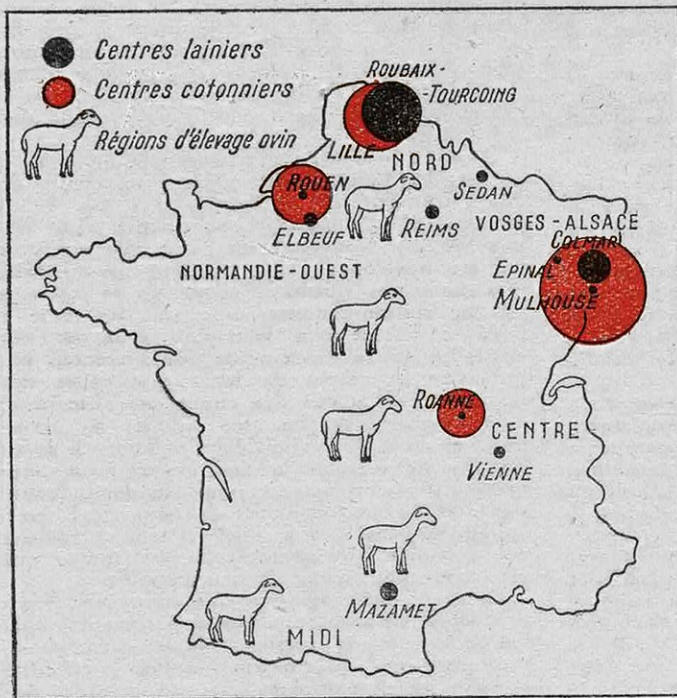 Centres lainiers
Centres cotonniers
Régions d'élevage ovin
ROUBAIX-
-TOURCOING
LILLE
NORD
ROUEN
SEDAN
ELBEUF
REIMS
VOSGES-ALSACE
COLMAR
NORMANDIE-OUEST
EPINAL
MULHOUSE
ROANNE
CENTRE
VIENNE
MAZAMET
MIDI